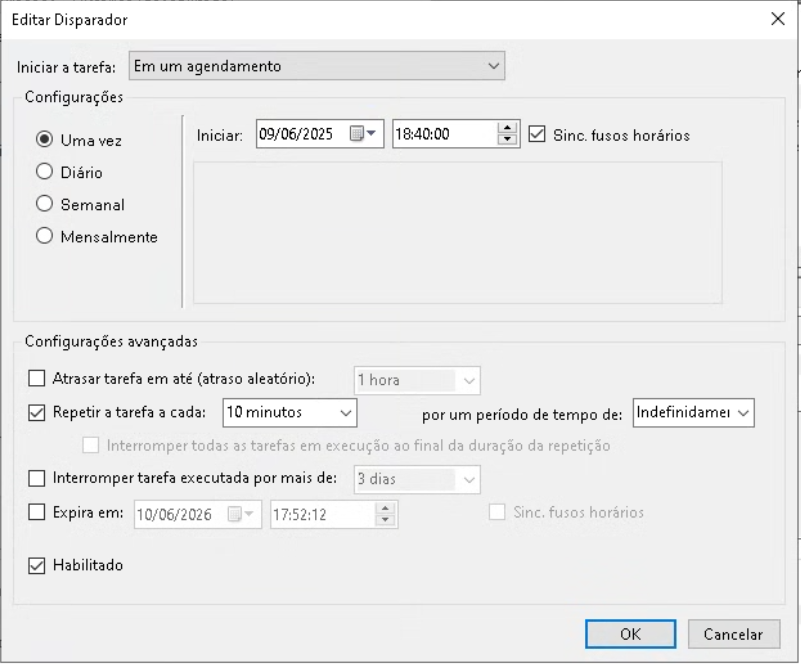 Editar Disparador
Iniciar a tarefa: Em um agendamento
Configurações
Uma vez
Iniciar: 09/06/2025 18:40:00 Sinc. fusos horários
Diário
Semanal
Mensalmente
Configurações avançadas
Atrasar tarefa em até (atraso aleatório): 1 hora
Repetir a tarefa a cada: 10 minutos por um período de tempo de: Indefinidamer
Interromper todas as tarefas em execução ao final da duração da repetição
Interromper tarefa executada por mais de: 3 dias
Expira em: 10/06/2026 17:52:12 Sinc. fusos horários
Habilitado
OK Cancelar